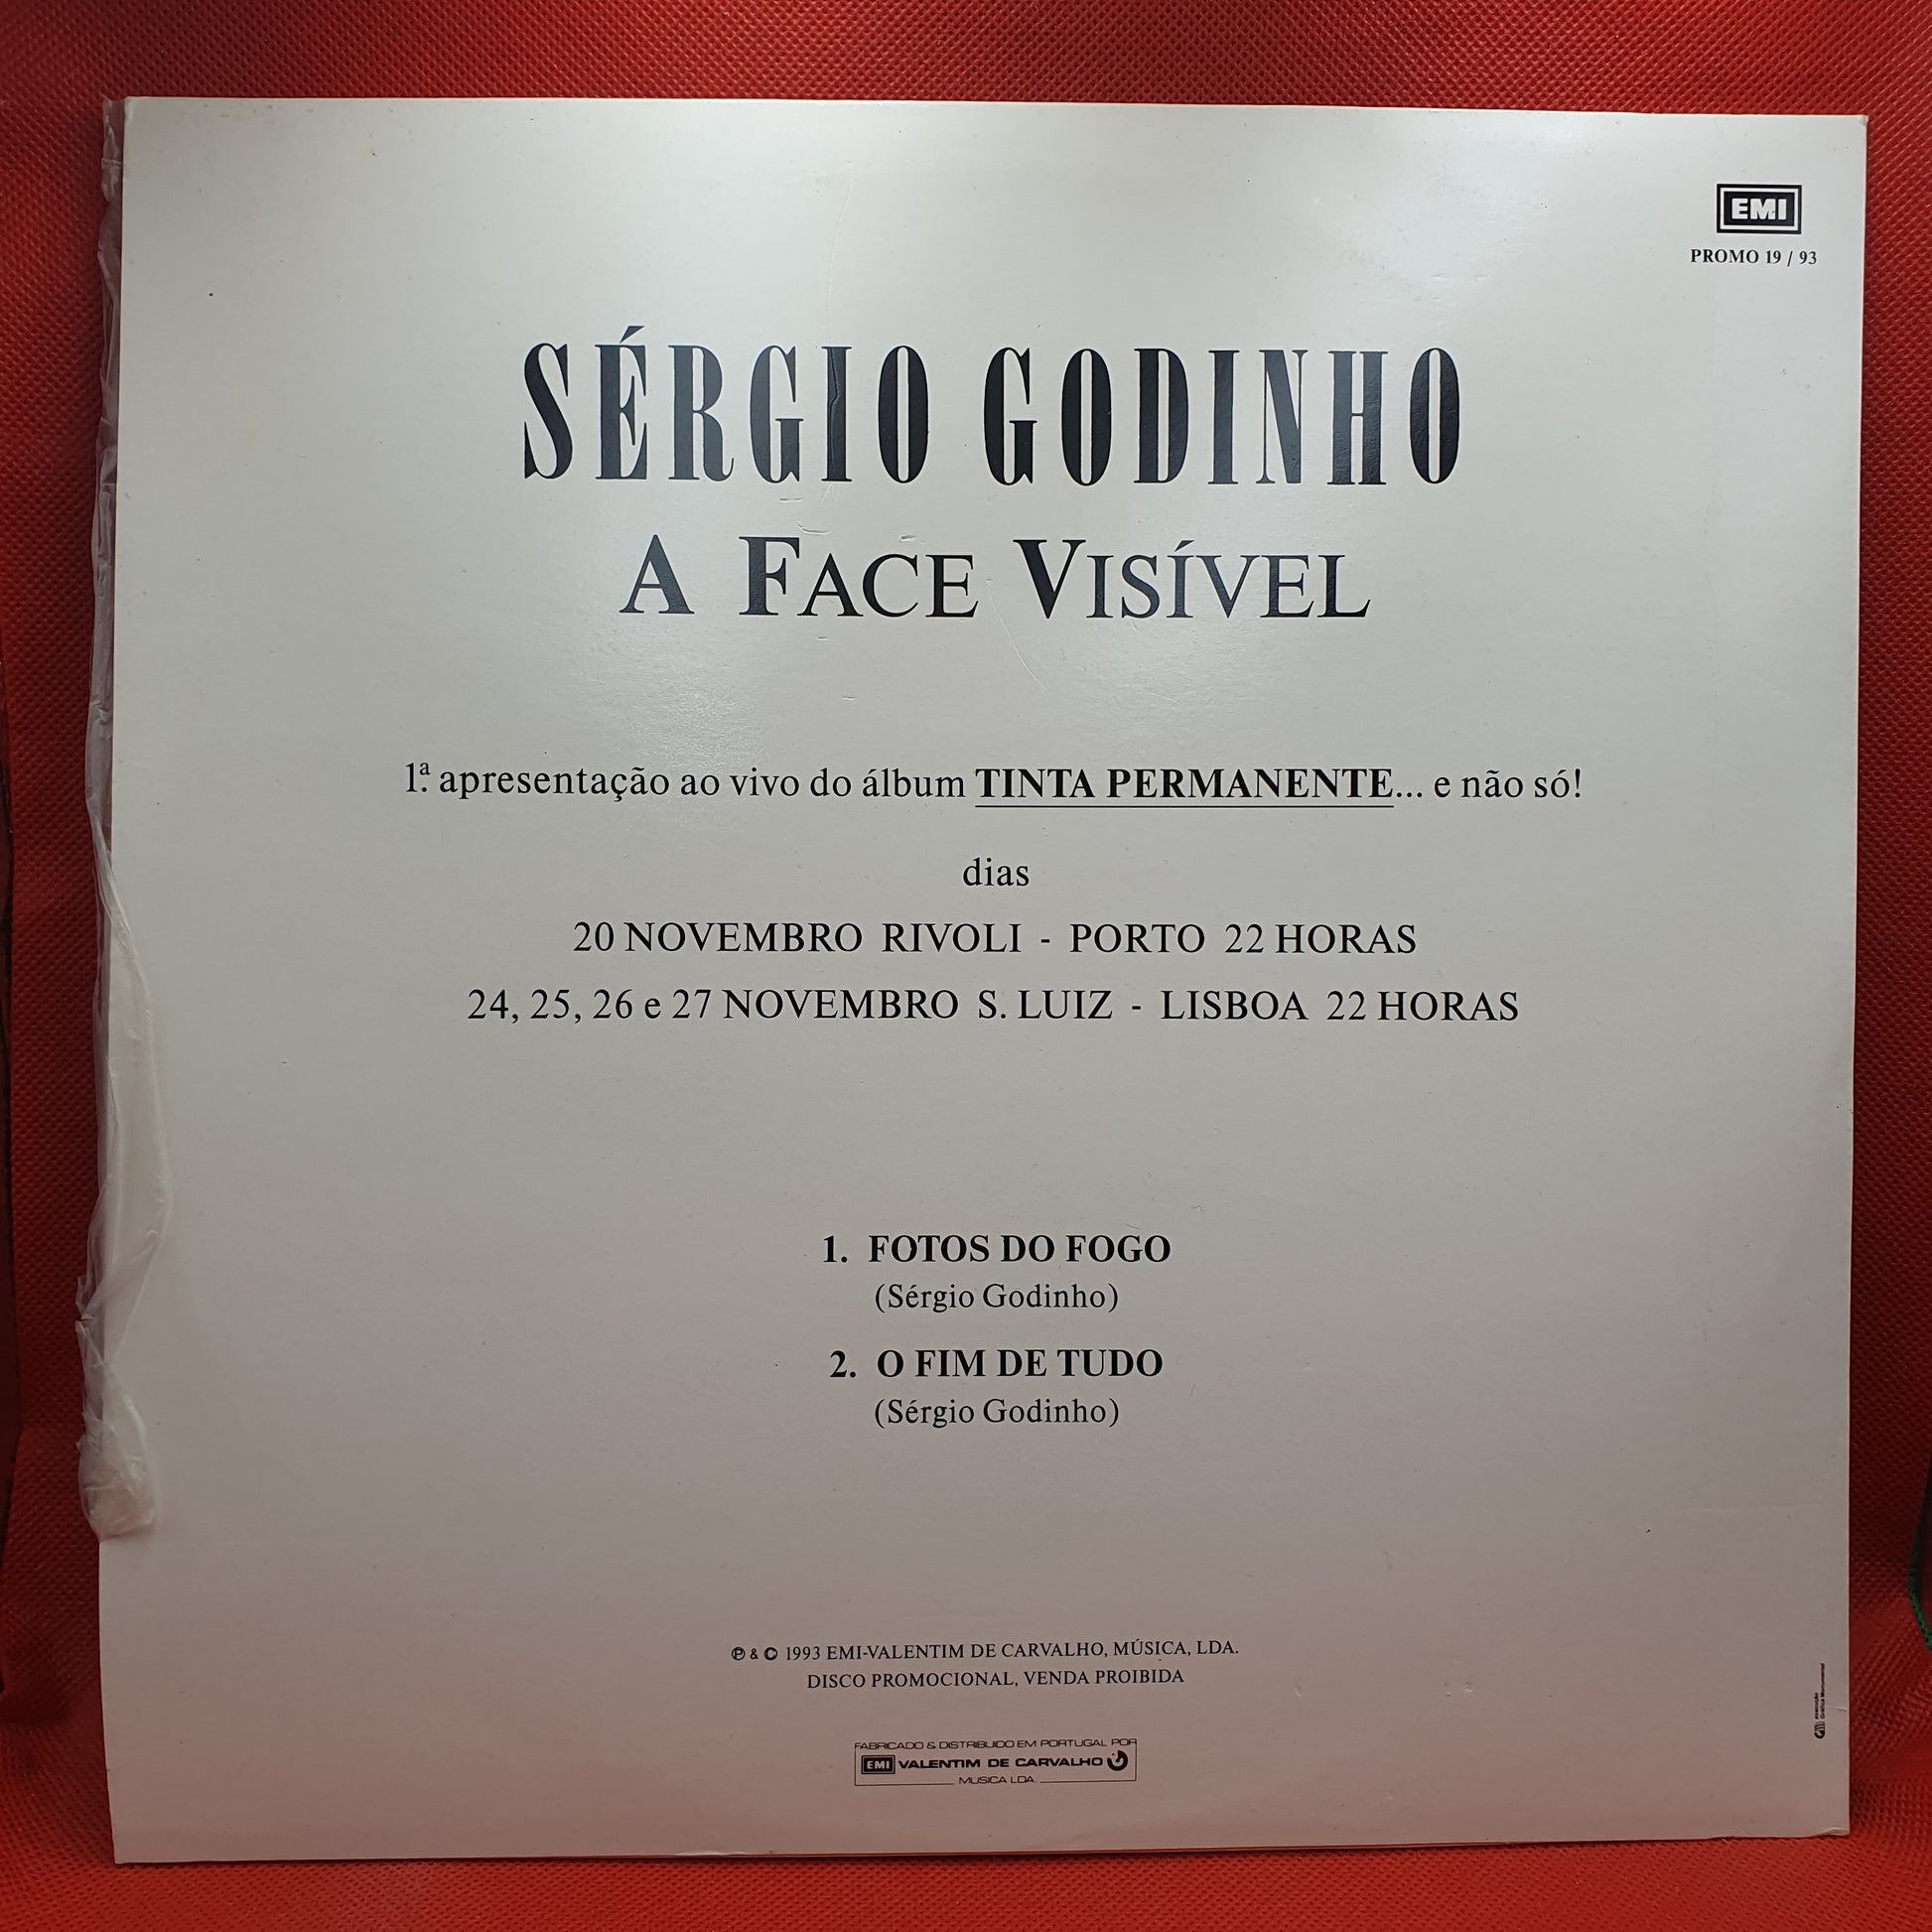 EMI
PROMO 19 / 93
SÉRGIO GODINHO
A FACE VISÍVEL
1.ª apresentação ao vivo do álbum TINTA PERMANENTE... e não só!
dias
20 NOVEMBRO RIVOLI - PORTO 22 HORAS
24, 25, 26 e 27 NOVEMBRO S. LUIZ - LISBOA 22 HORAS
1. FOTOS DO FOGO
(Sérgio Godinho)
2. O FIM DE TUDO
(Sérgio Godinho)
℗ & © 1993 EMI-VALENTIM DE CARVALHO, MÚSICA, LDA.
DISCO PROMOCIONAL, VENDA PROIBIDA
FABRICADO & DISTRIBUIDO EM PORTUGAL POR
EMI VALENTIM DE CARVALHO
MUSICA LDA.